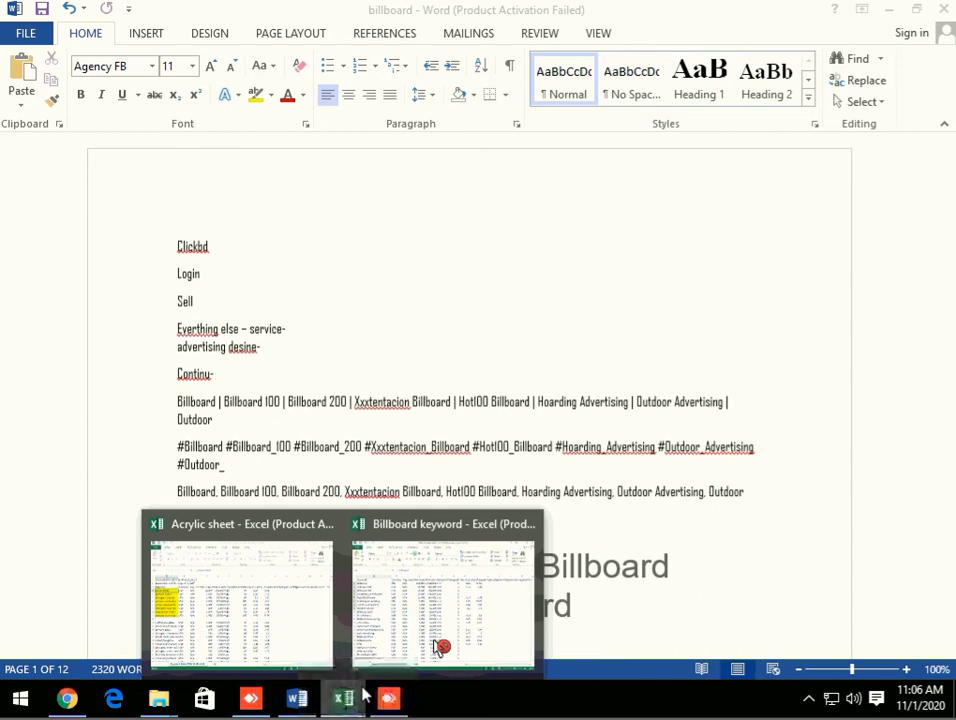 billboard - Word (Product Activation Failed)
FILE HOME INSERT DESIGN PAGE LAYOUT REFERENCES MAILINGS REVIEW VIEW Sign in
Paste
Agency FB 11 Aa
B I U abc X₂ X² A A
AaBbCcDc AaBbCcDc AaB AaBb
¶ Normal ¶ No Spac... Heading 1 Heading 2
Find
Replace
Select
Clipboard Font Paragraph Styles Editing
Clickbd
Login
Sell
Everthing else – service-
advertising desine-
Continu-
Billboard | Billboard 100 | Billboard 200 | Xxxtentacion Billboard | Hot100 Billboard | Hoarding Advertising | Outdoor Advertising |
Outdoor
#Billboard #Billboard_100 #Billboard_200 #Xxxtentacion_Billboard #Hot100_Billboard #Hoarding_Advertising #Outdoor_Advertising
#Outdoor_
Billboard, Billboard 100, Billboard 200, Xxxtentacion Billboard, Hot100 Billboard, Hoarding Advertising, Outdoor Advertising, Outdoor
Acrylic sheet - Excel (Product A... Billboard keyword - Excel (Prod...
Billboard
rd
PAGE 1 OF 12 2320 WOR 100%
11:06 AM
11/1/2020